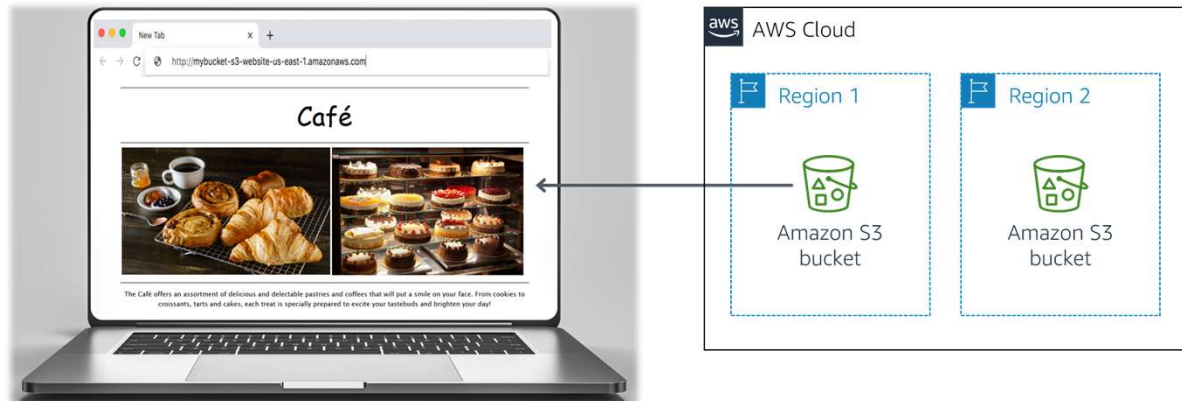 New Tab
x +
http://mybucket-s3-website-us-east-1.amazonaws.com
Café
The Café offers an assortment of delicious and delectable pastries and coffees that will put a smile on your face. From cookies to
croissants, tarts and cakes, each treat is specially prepared to excite your tastebuds and brighten your day!
aws
AWS Cloud
Region 1
Amazon S3
bucket
Region 2
Amazon S3
bucket